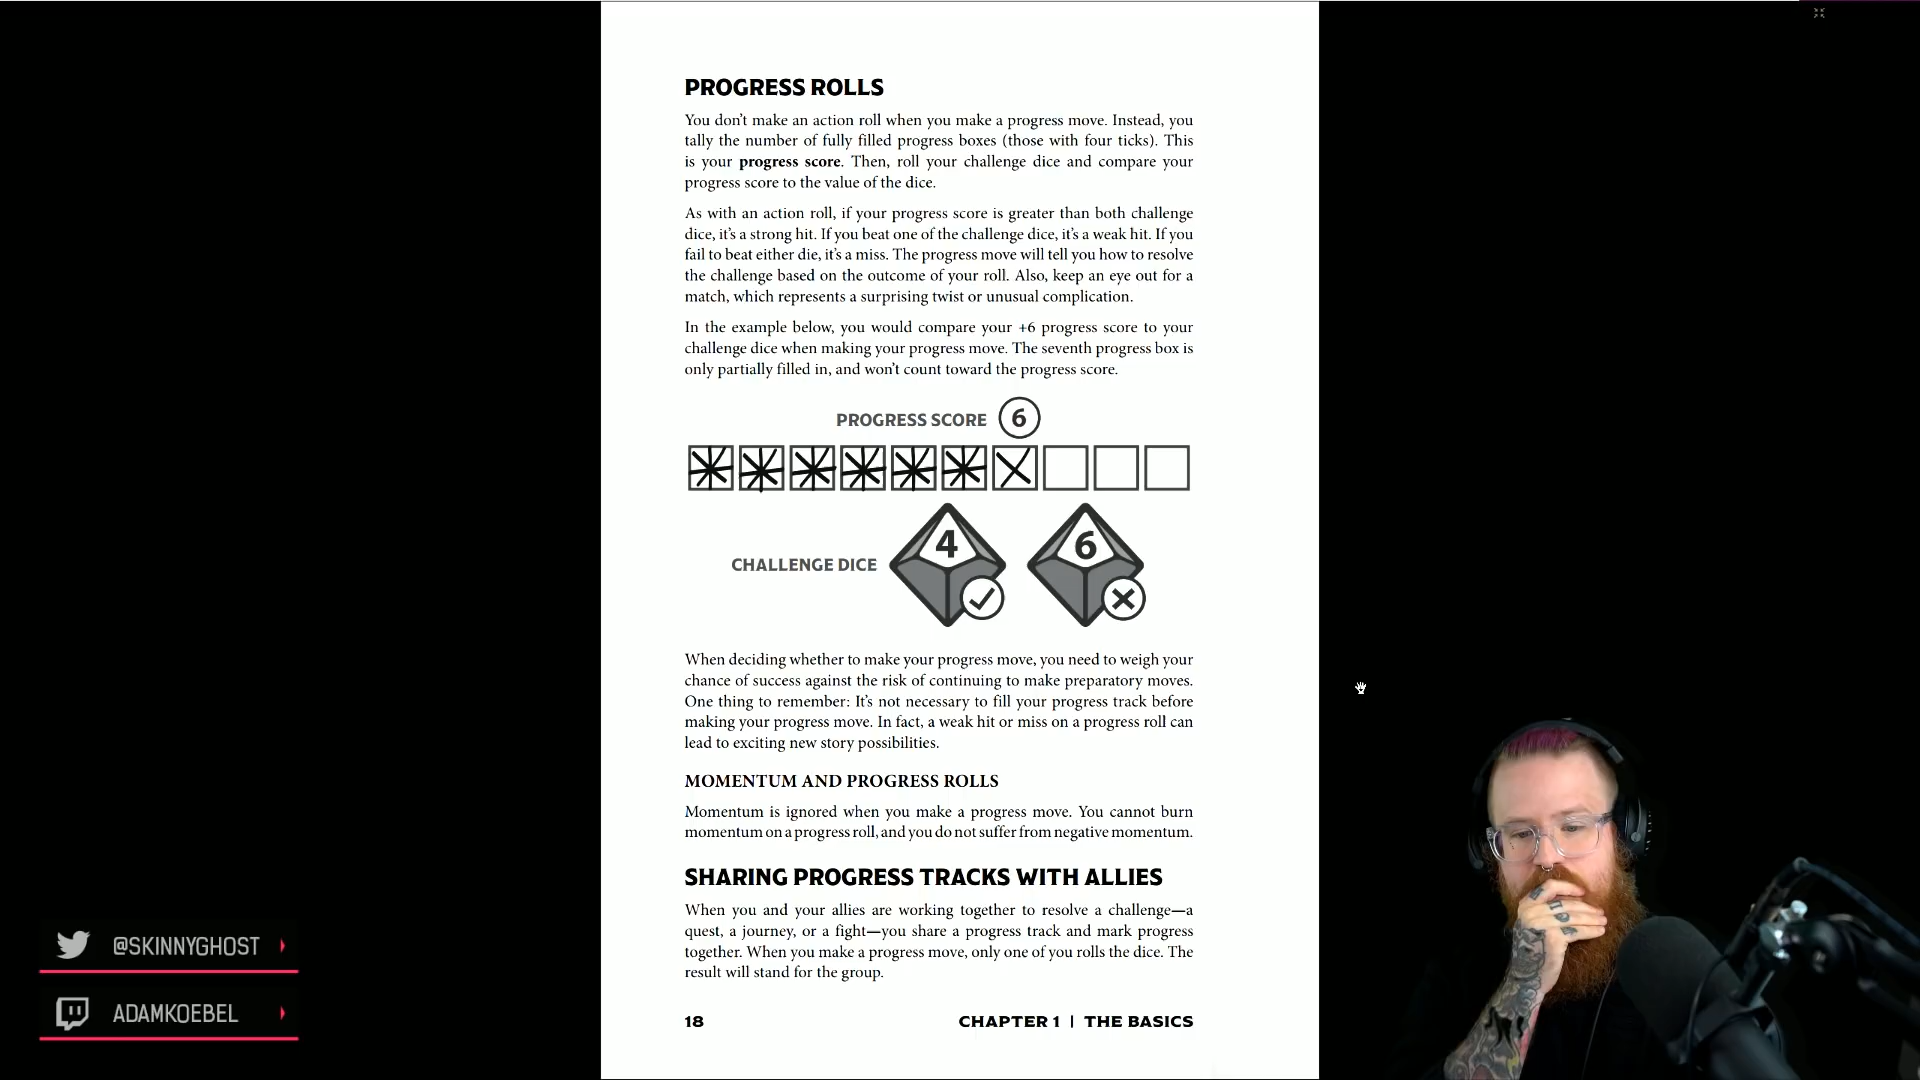 PROGRESS ROLLS
You don't make an action roll when you make a progress move. Instead, you
tally the number of fully filled progress boxes (those with four ticks). This
is your progress score. Then, roll your challenge dice and compare your
progress score to the value of the dice.
As with an action roll, if your progress score is greater than both challenge
dice, it's a strong hit. If you beat one of the challenge dice, it's a weak hit. If you
fail to beat either die, it's a miss. The progress move will tell you how to resolve
the challenge based on the outcome of your roll. Also, keep an eye out for a
match, which represents a surprising twist or unusual complication.
In the example below, you would compare your +6 progress score to your
challenge dice when making your progress move. The seventh progress box is
only partially filled in, and won't count toward the progress score.
PROGRESS SCORE 6
CHALLENGE DICE 4 6
When deciding whether to make your progress move, you need to weigh your
chance of success against the risk of continuing to make preparatory moves.
One thing to remember: It's not necessary to fill your progress track before
making your progress move. In fact, a weak hit or miss on a progress roll can
lead to exciting new story possibilities.
MOMENTUM AND PROGRESS ROLLS
Momentum is ignored when you make a progress move. You cannot burn
momentum on a progress roll, and you do not suffer from negative momentum.
SHARING PROGRESS TRACKS WITH ALLIES
When you and your allies are working together to resolve a challenge—a
quest, a journey, or a fight—you share a progress track and mark progress
together. When you make a progress move, only one of you rolls the dice. The
result will stand for the group.
18 CHAPTER 1 | THE BASICS
@SKINNYGHOST
ADAMKOEBEL